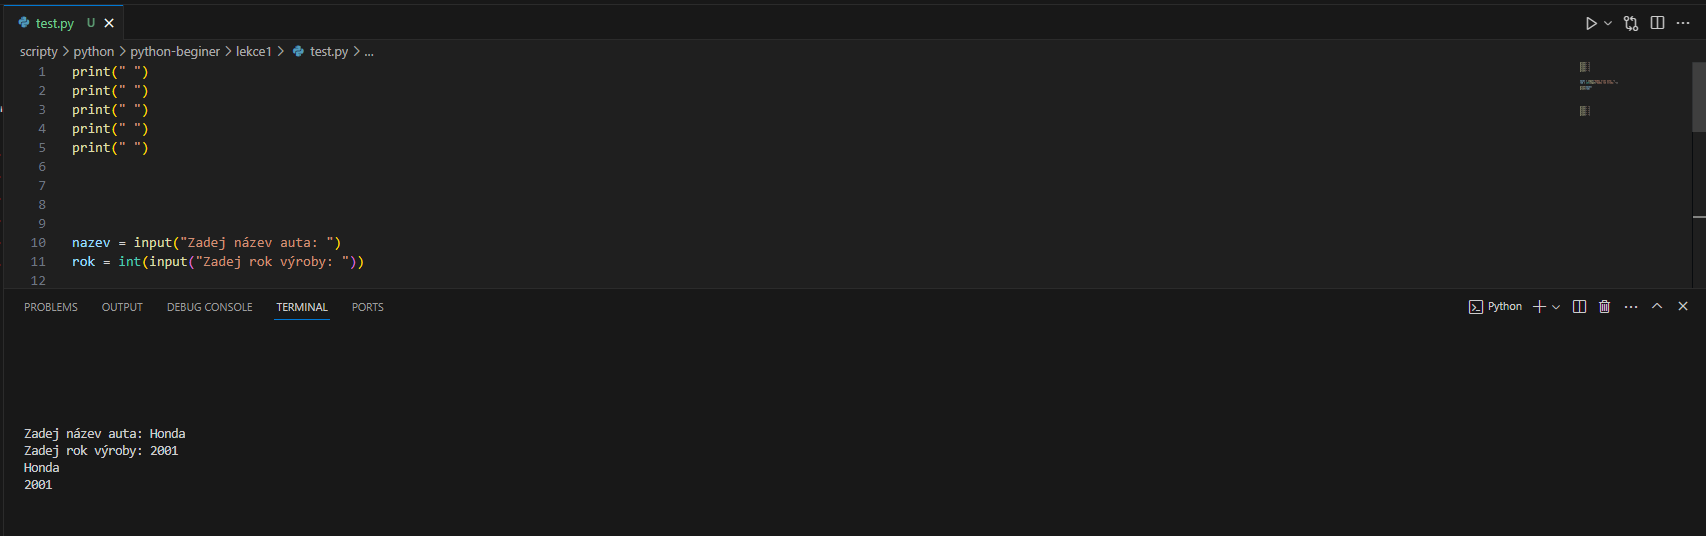 test.py U
scripty > python > python-beginer > lekce1 > test.py > ...
1 print(" ")
2 print(" ")
3 print(" ")
4 print(" ")
5 print(" ")
6
7
8
9
10 nazev = input("Zadej název auta: ")
11 rok = int(input("Zadej rok výroby: "))
12
PROBLEMS OUTPUT DEBUG CONSOLE TERMINAL PORTS Python
Zadej název auta: Honda
Zadej rok výroby: 2001
Honda
2001